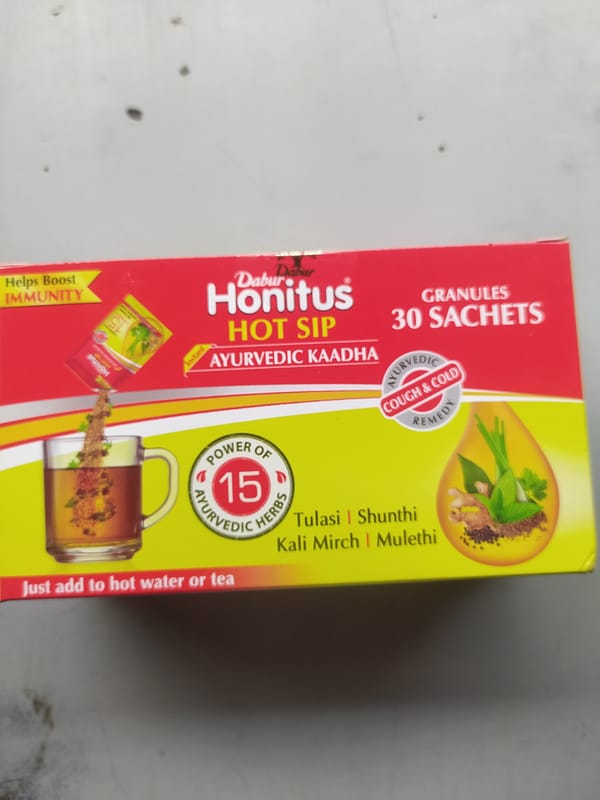 Helps Boost
IMMUNITY
Dabur
Dabur
Honitus®
HOT SIP
Instant
AYURVEDIC KAADHA
GRANULES
30 SACHETS
AYURVEDIC
COUGH & COLD
REMEDY
POWER OF
15
AYURVEDIC HERBS
Tulasi | Shunthi
Kali Mirch | Mulethi
Just add to hot water or tea